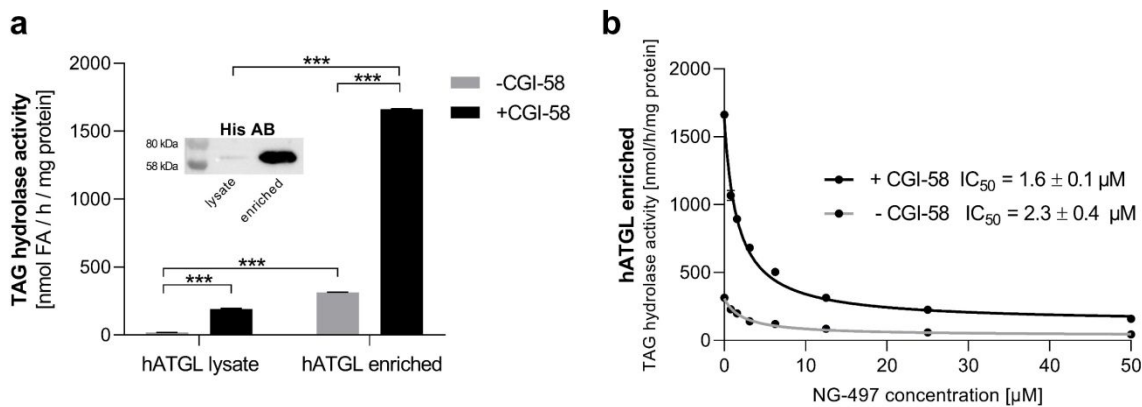 a
TAG hydrolase activity
[nmol FA / h / mg protein]
2000
1500
1000
500
0
***
***
***
***
His AB
80 kDa
58 kDa
lysate
enriched
-CGI-58
+CGI-58
hATGL lysate
hATGL enriched
b
hATGL enriched
TAG hydrolase activity [nmol/h/mg protein]
2000
1500
1000
500
0
+ CGI-58 IC50 = 1.6 ± 0.1 µM
- CGI-58 IC50 = 2.3 ± 0.4 µM
0 10 20 30 40 50
NG-497 concentration [µM]